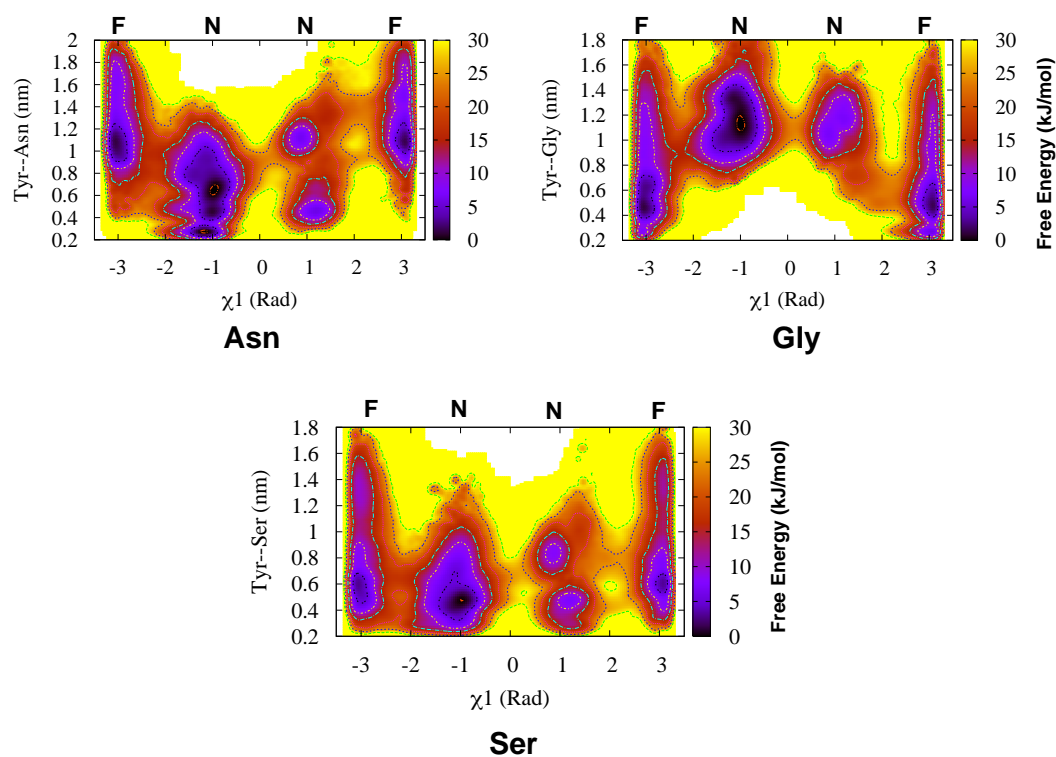 F N N F
Tyr--Asn (nm)
2
1.8
1.6
1.4
1.2
1
0.8
0.6
0.4
0.2
-3 -2 -1 0 1 2 3
χ1 (Rad)
30
25
20
15
10
5
0
Asn
F N N F
Tyr--Gly (nm)
1.8
1.6
1.4
1.2
1
0.8
0.6
0.4
0.2
-3 -2 -1 0 1 2 3
χ1 (Rad)
30
25
20
15
10
5
0
Free Energy (kJ/mol)
Gly
F N N F
Tyr--Ser (nm)
1.8
1.6
1.4
1.2
1
0.8
0.6
0.4
0.2
-3 -2 -1 0 1 2 3
χ1 (Rad)
30
25
20
15
10
5
0
Free Energy (kJ/mol)
Ser